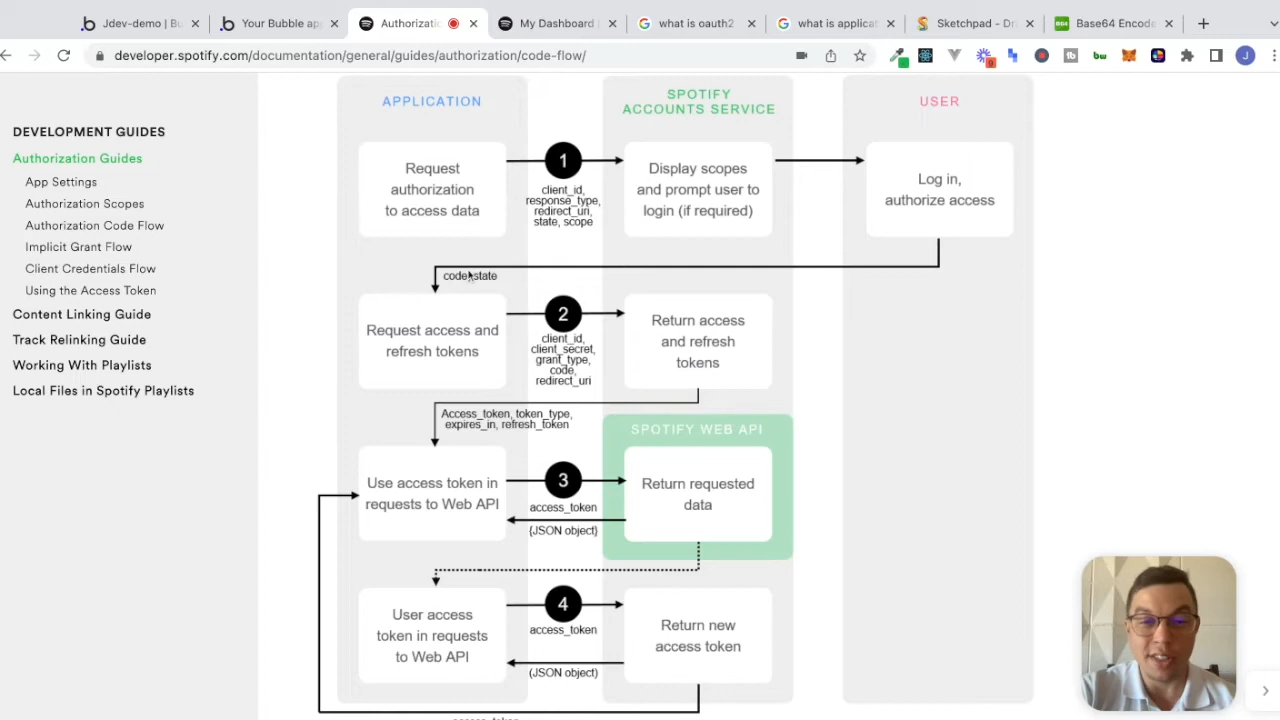 Jdev-demo | Bu
Your Bubble ap
Authorizatio
My Dashboard
what is oauth2
what is applicat
Sketchpad - Dr
Base64 Encode
developer.spotify.com/documentation/general/guides/authorization/code-flow/
J
DEVELOPMENT GUIDES
Authorization Guides
App Settings
Authorization Scopes
Authorization Code Flow
Implicit Grant Flow
Client Credentials Flow
Using the Access Token
Content Linking Guide
Track Relinking Guide
Working With Playlists
Local Files in Spotify Playlists
APPLICATION
SPOTIFY
ACCOUNTS SERVICE
USER
Request
authorization
to access data
1
client_id,
response_type,
redirect_uri,
state, scope
Display scopes
and prompt user to
login (if required)
Log in,
authorize access
code state
Request access and
refresh tokens
2
client_id,
client_secret,
grant_type,
code,
redirect_uri
Return access
and refresh
tokens
Access_token, token_type,
expires_in, refresh_token
SPOTIFY WEB API
Use access token in
requests to Web API
3
access_token
{JSON object}
Return requested
data
User access
token in requests
to Web API
4
access_token
(JSON object)
Return new
access token